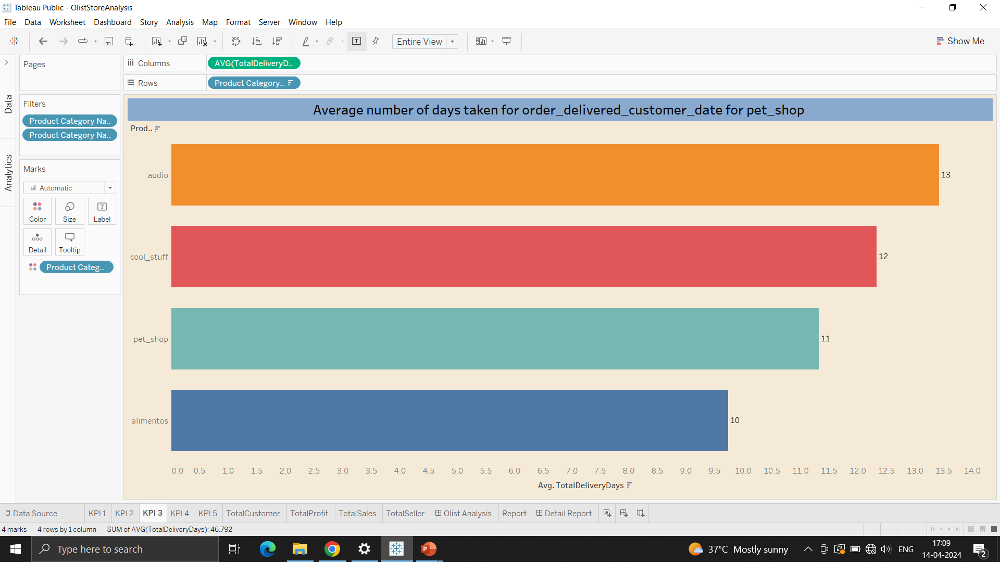 Tableau Public - OlistStoreAnalysis
File Data Worksheet Dashboard Story Analysis Map Format Server Window Help
Entire View
Show Me
Pages
Columns
AVG(TotalDeliveryD..
Rows
Product Category..
Data
Analytics
Filters
Product Category Na..
Product Category Na..
Marks
Automatic
Color Size Label
Detail Tooltip
Product Categ..
Average number of days taken for order_delivered_customer_date for pet_shop
Prod..
audio 13
cool_stuff 12
pet_shop 11
alimentos 10
0.0 0.5 1.0 1.5 2.0 2.5 3.0 3.5 4.0 4.5 5.0 5.5 6.0 6.5 7.0 7.5 8.0 8.5 9.0 9.5 10.0 10.5 11.0 11.5 12.0 12.5 13.0 13.5 14.0
Avg. TotalDeliveryDays
Data Source KPI 1 KPI 2 KPI 3 KPI 4 KPI 5 TotalCustomer TotalProfit TotalSales TotalSeller Olist Analysis Report Detail Report
4 marks 4 rows by 1 column SUM of AVG(TotalDeliveryDays): 46.792
Type here to search
37°C Mostly sunny
ENG
17:09
14-04-2024
2